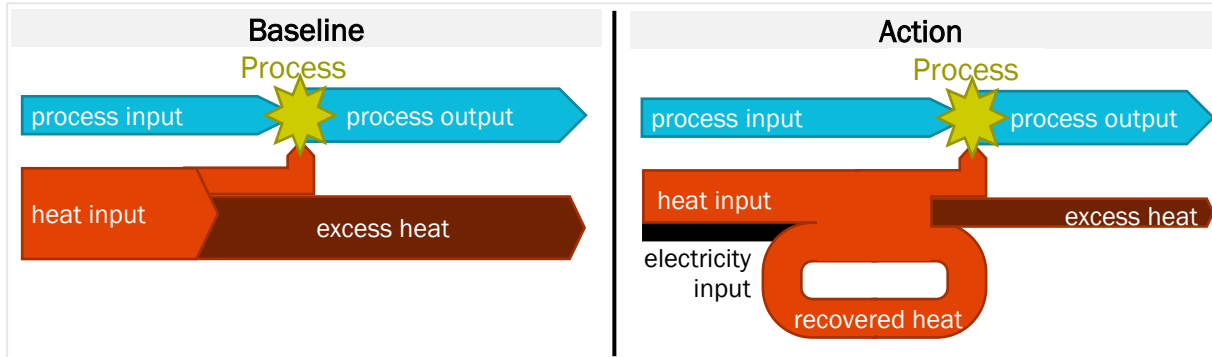 Baseline
Process
process input
process output
heat input
excess heat
Action
Process
process input
process output
heat input
excess heat
electricity
input
recovered heat